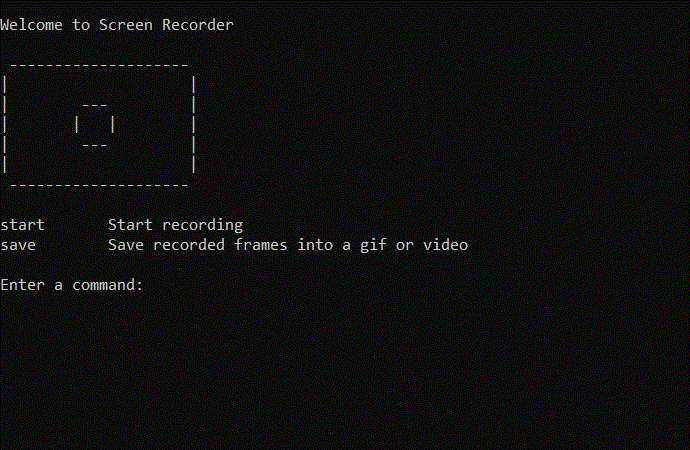 Welcome to Screen Recorder
 --------------------
|                    |
|        ---         |
|       |   |        |
|        ---         |
|                    |
 --------------------
start       Start recording
save        Save recorded frames into a gif or video
Enter a command: